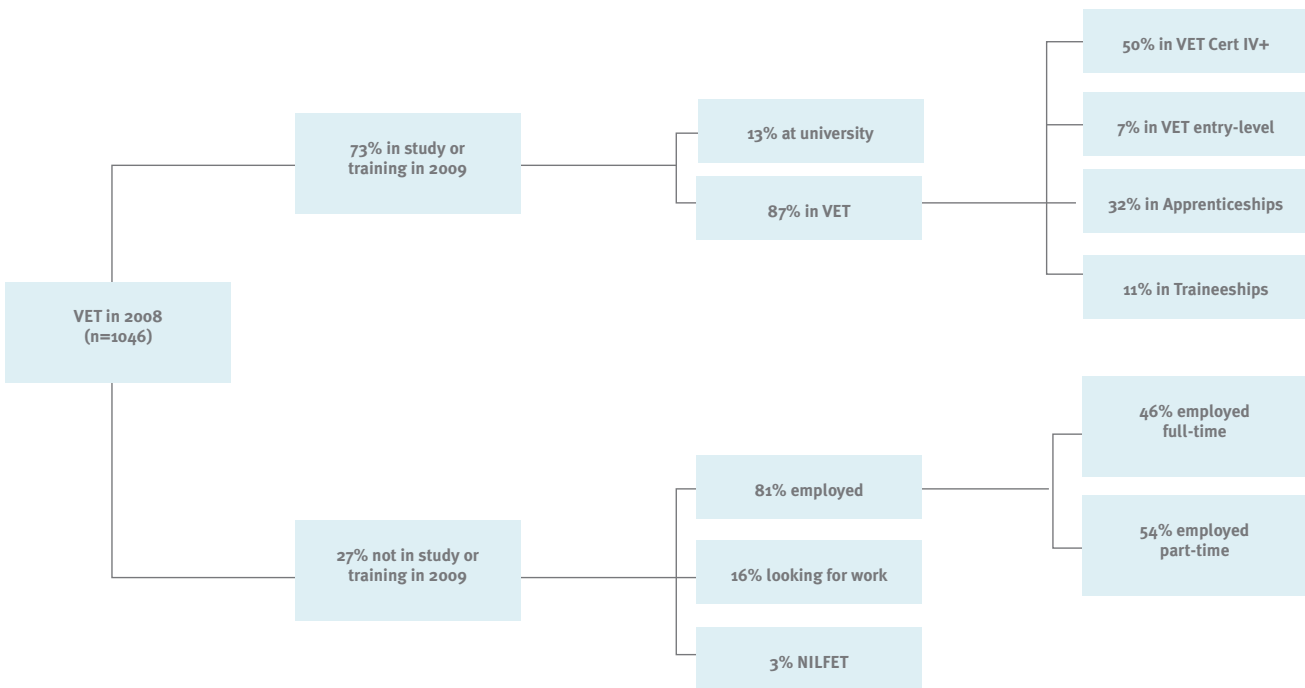 VET in 2008
(n=1046)
73% in study or
training in 2009
13% at university
87% in VET
50% in VET Cert IV+
7% in VET entry-level
32% in Apprenticeships
11% in Traineeships
27% not in study or
training in 2009
81% employed
16% looking for work
3% NILFET
46% employed
full-time
54% employed
part-time